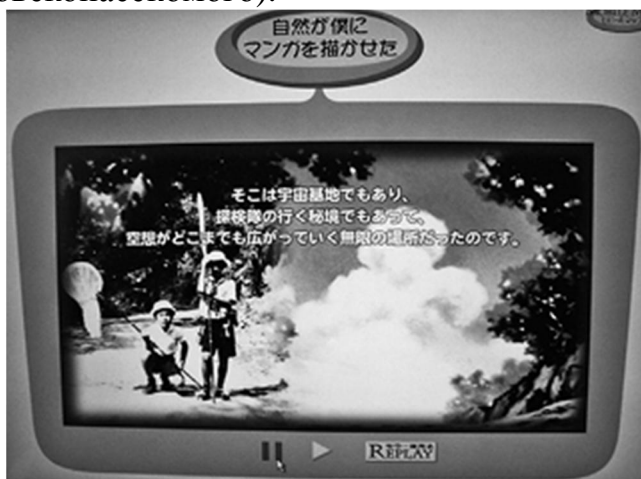 自然が僕に
マンガを描かせた
そこは宇宙基地でもあり、
探検隊の行く秘境でもあって、
空想がどこまでも広がっていく無限の場所だったのです。
REPLAY